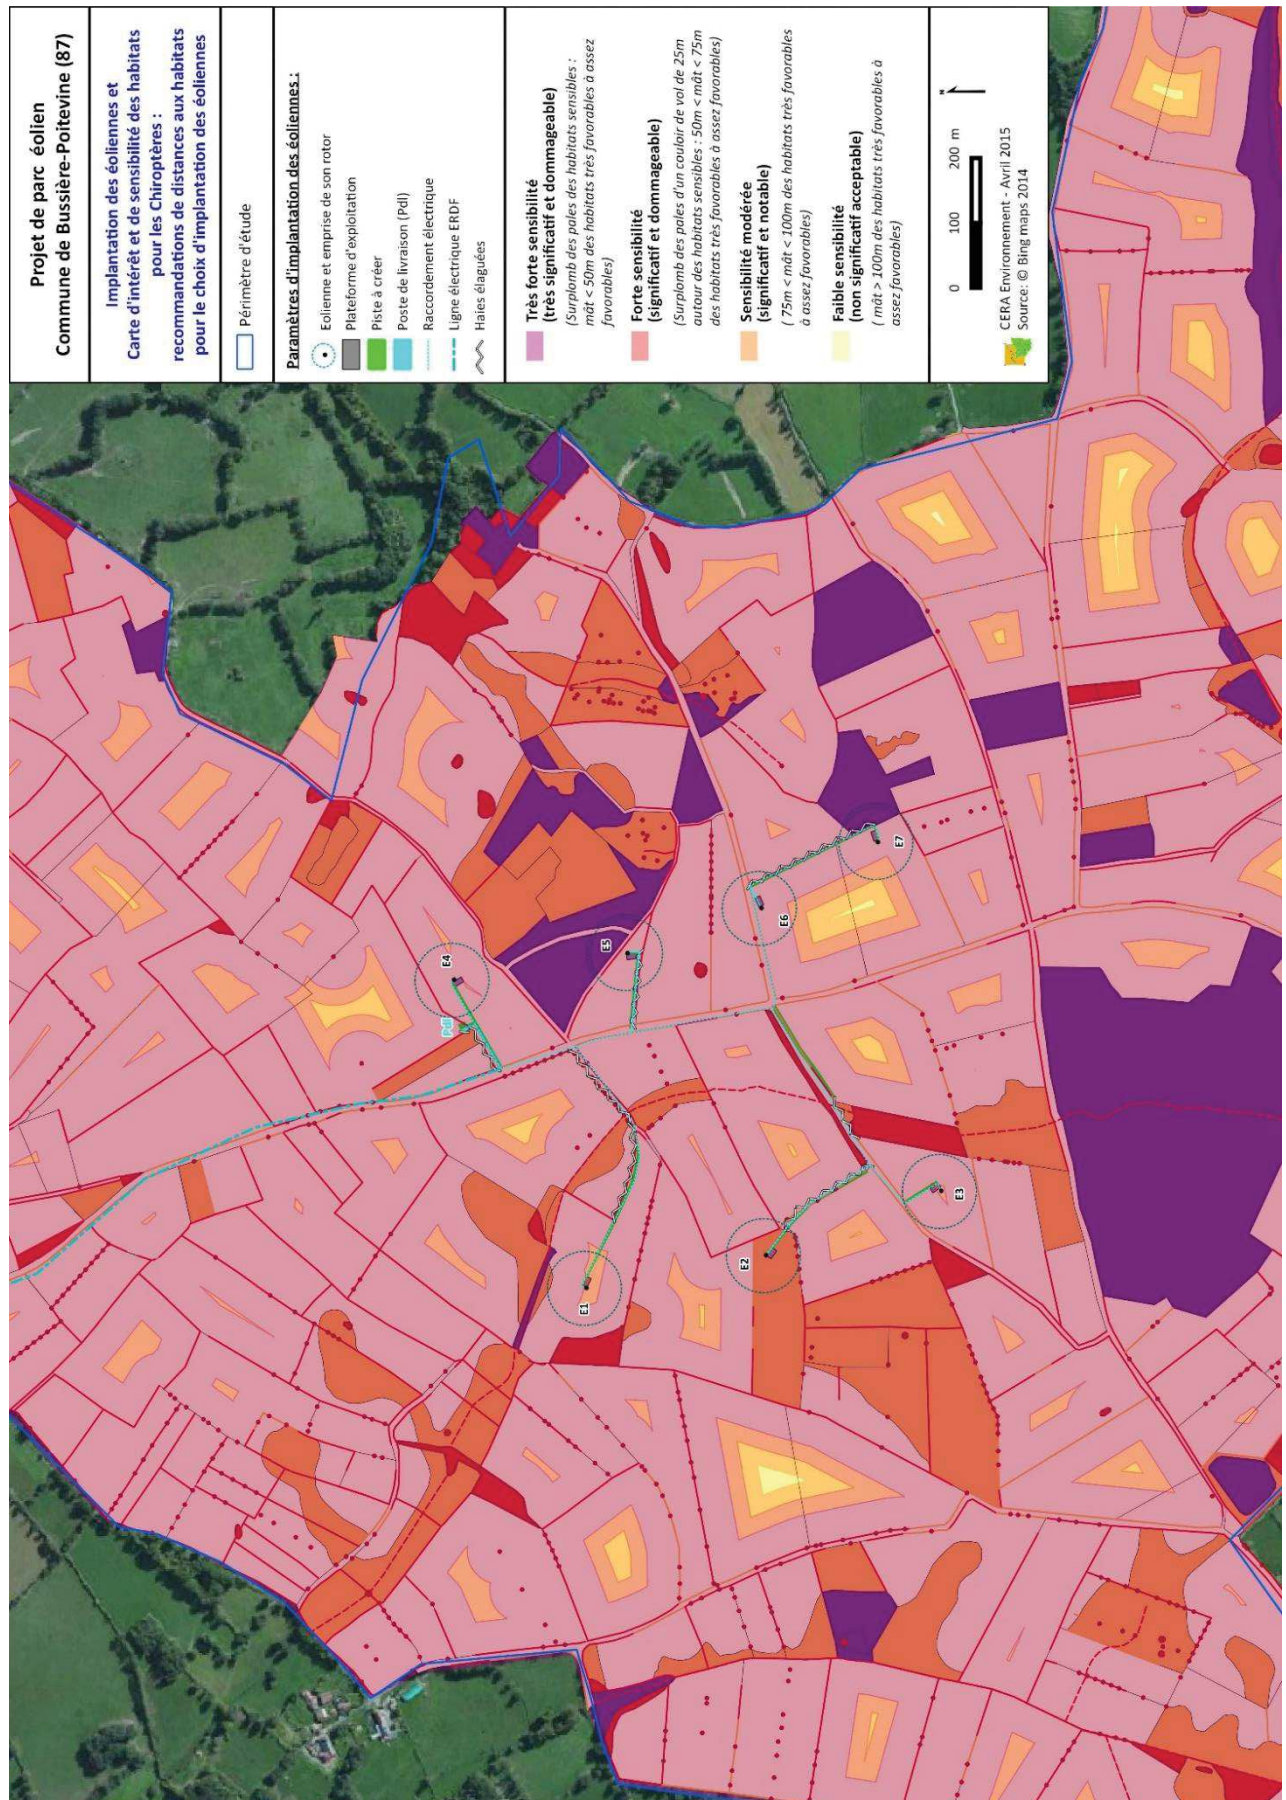 Projet de parc éolien
Commune de Bussière-Poitevine (87)
Implantation des éoliennes et
Carte d'intérêt et de sensibilité des habitats
pour les Chiroptères :
recommandations de distances aux habitats
pour le choix d'implantation des éoliennes
Périmètre d'étude
Paramètres d'implantation des éoliennes :
Eolienne et emprise de son rotor
Plateforme d'exploitation
Piste à créer
Poste de livraison (Pdl)
Raccordement électrique
Ligne électrique ERDF
Haies élaguées
Très forte sensibilité
(très significatif et dommageable)
(Surplomb des pales des habitats sensibles :
mât < 50m des habitats très favorables à assez
favorables)
Forte sensibilité
(significatif et dommageable)
(Surplomb des pales d'un couloir de vol de 25m
autour des habitats sensibles : 50m < mât < 75m
des habitats très favorables à assez favorables)
Sensibilité modérée
(significatif et notable)
( 75m < mât < 100m des habitats très favorables
à assez favorables)
Faible sensibilité
(non significatif acceptable)
( mât > 100m des habitats très favorables à
assez favorables)
N
0 100 200 m
CERA Environnement - Avril 2015
Source: © Bing maps 2014
E4
Pdl
E5
E1
E7
E6
E2
E3